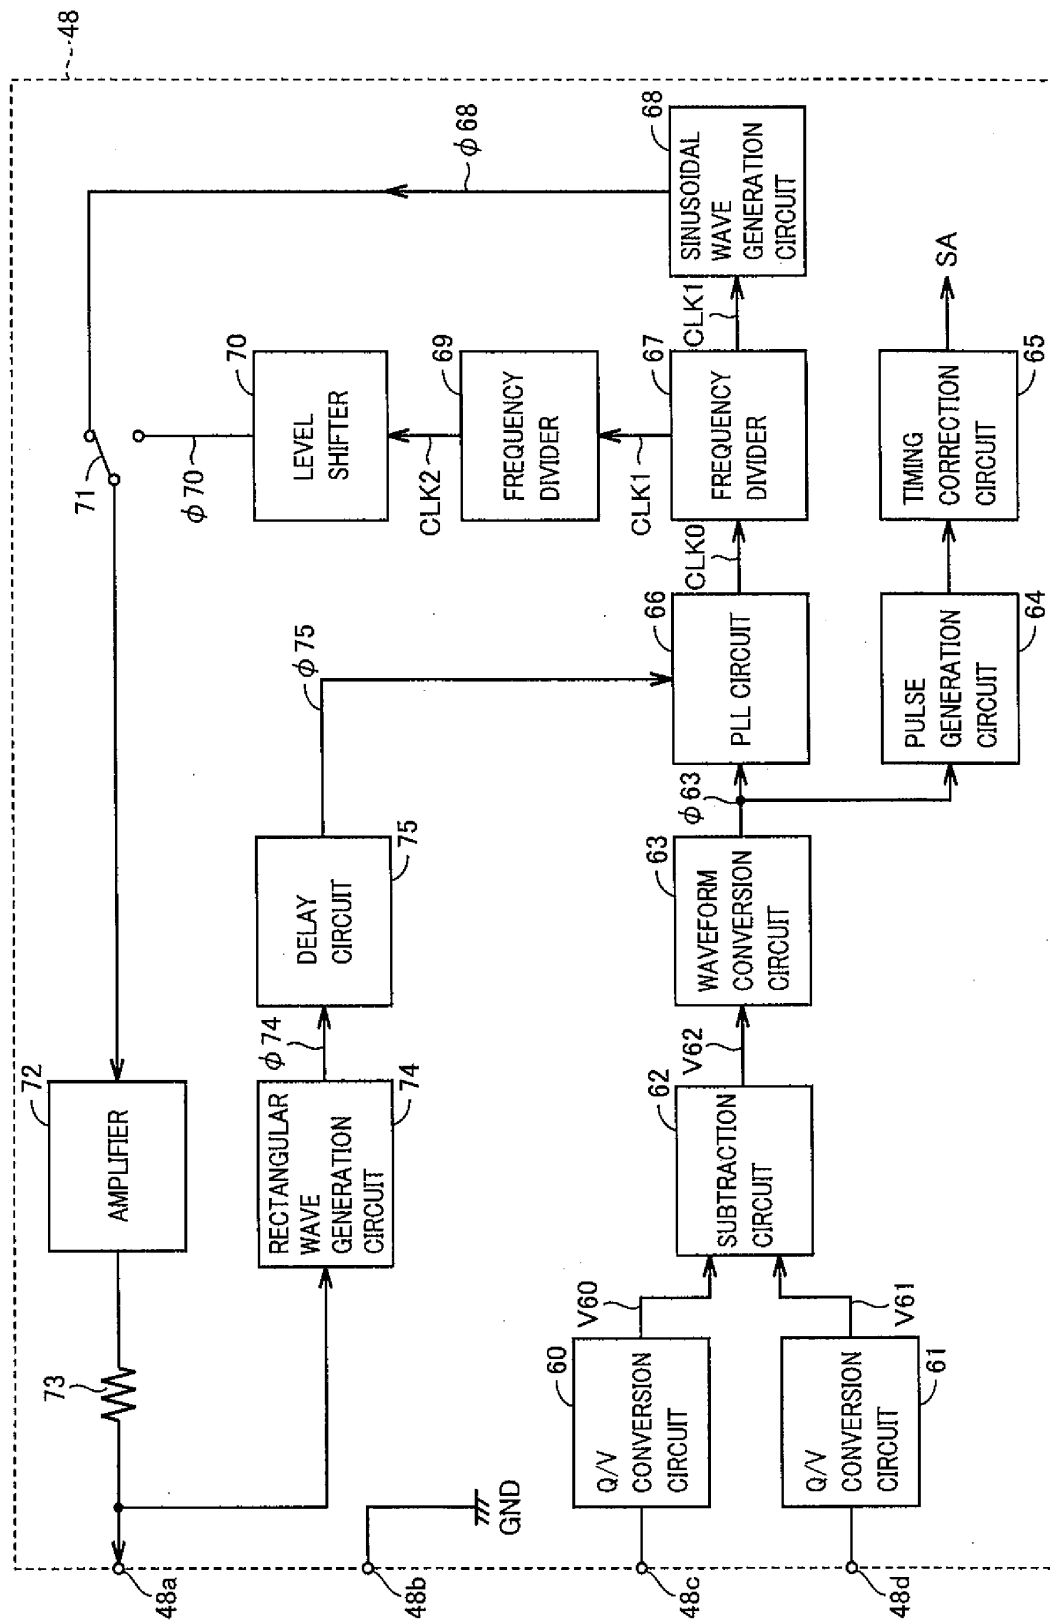 48
72
AMPLIFIER
73
71
φ70
70
LEVEL
SHIFTER
φ68
74
RECTANGULAR
WAVE
GENERATION
CIRCUIT
φ74
75
DELAY
CIRCUIT
φ75
CLK2
69
FREQUENCY
DIVIDER
CLK1
48a
48b
GND
48c
48d
60
Q/V
CONVERSION
CIRCUIT
V60
61
Q/V
CONVERSION
CIRCUIT
V61
62
SUBTRACTION
CIRCUIT
V62
63
WAVEFORM
CONVERSION
CIRCUIT
φ63
66
PLL CIRCUIT
CLK0
67
FREQUENCY
DIVIDER
CLK1
68
SINUSOIDAL
WAVE
GENERATION
CIRCUIT
64
PULSE
GENERATION
CIRCUIT
65
TIMING
CORRECTION
CIRCUIT
SA